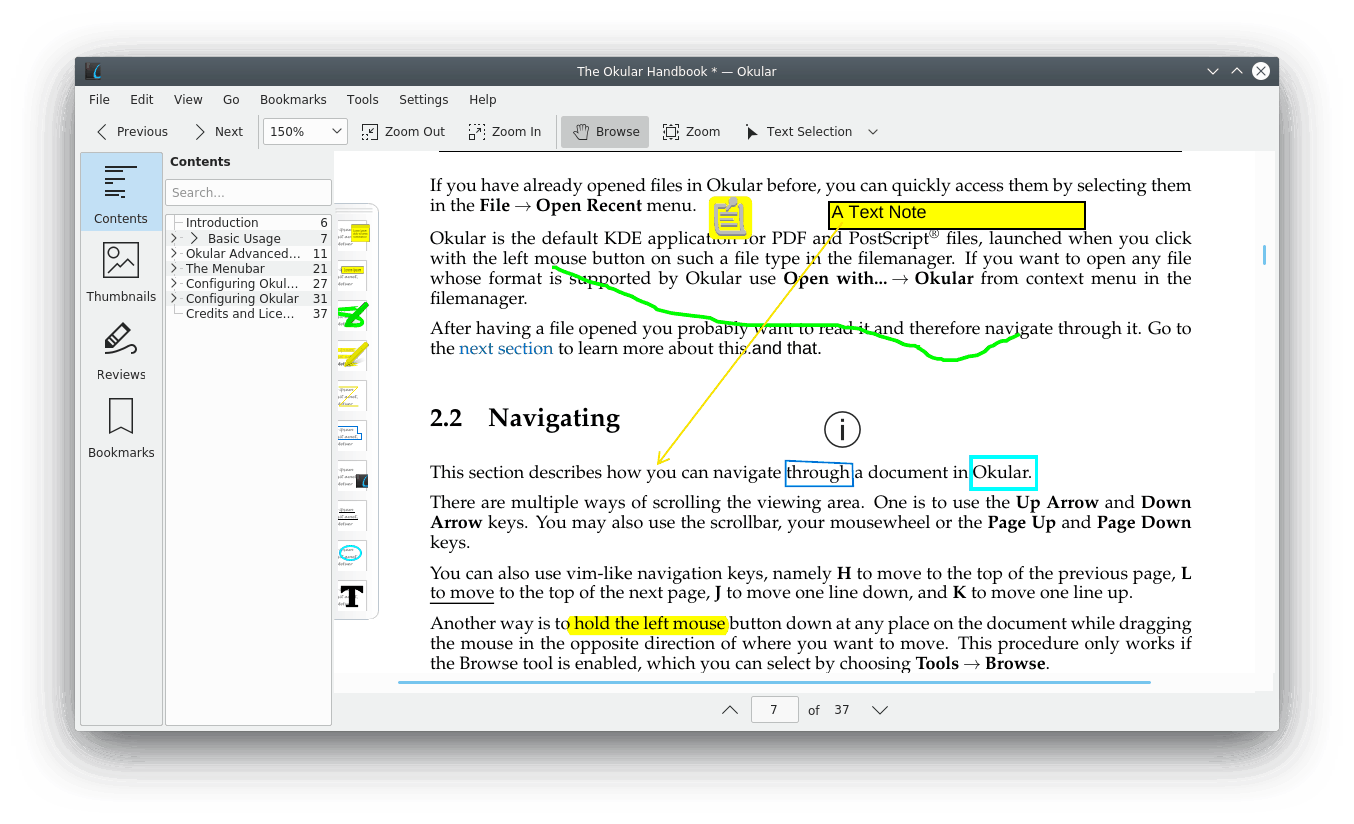 The Okular Handbook * — Okular
File Edit View Go Bookmarks Tools Settings Help
Previous Next 150% Zoom Out Zoom In Browse Zoom Text Selection
Contents
Thumbnails
Reviews
Bookmarks
Contents
Search...
Introduction 6
Basic Usage 7
Okular Advanced... 11
The Menubar 21
Configuring Okul... 27
Configuring Okular 31
Credits and Lice... 37
If you have already opened files in Okular before, you can quickly access them by selecting them
in the File → Open Recent menu.
A Text Note
Okular is the default KDE application for PDF and PostScript® files, launched when you click
with the left mouse button on such a file type in the filemanager. If you want to open any file
whose format is supported by Okular use Open with... → Okular from context menu in the
filemanager.
After having a file opened you probably want to read it and therefore navigate through it. Go to
the next section to learn more about this.and that.
2.2 Navigating
This section describes how you can navigate through a document in Okular.
There are multiple ways of scrolling the viewing area. One is to use the Up Arrow and Down
Arrow keys. You may also use the scrollbar, your mousewheel or the Page Up and Page Down
keys.
You can also use vim-like navigation keys, namely H to move to the top of the previous page, L
to move to the top of the next page, J to move one line down, and K to move one line up.
Another way is to hold the left mouse button down at any place on the document while dragging
the mouse in the opposite direction of where you want to move. This procedure only works if
the Browse tool is enabled, which you can select by choosing Tools → Browse.
7 of 37